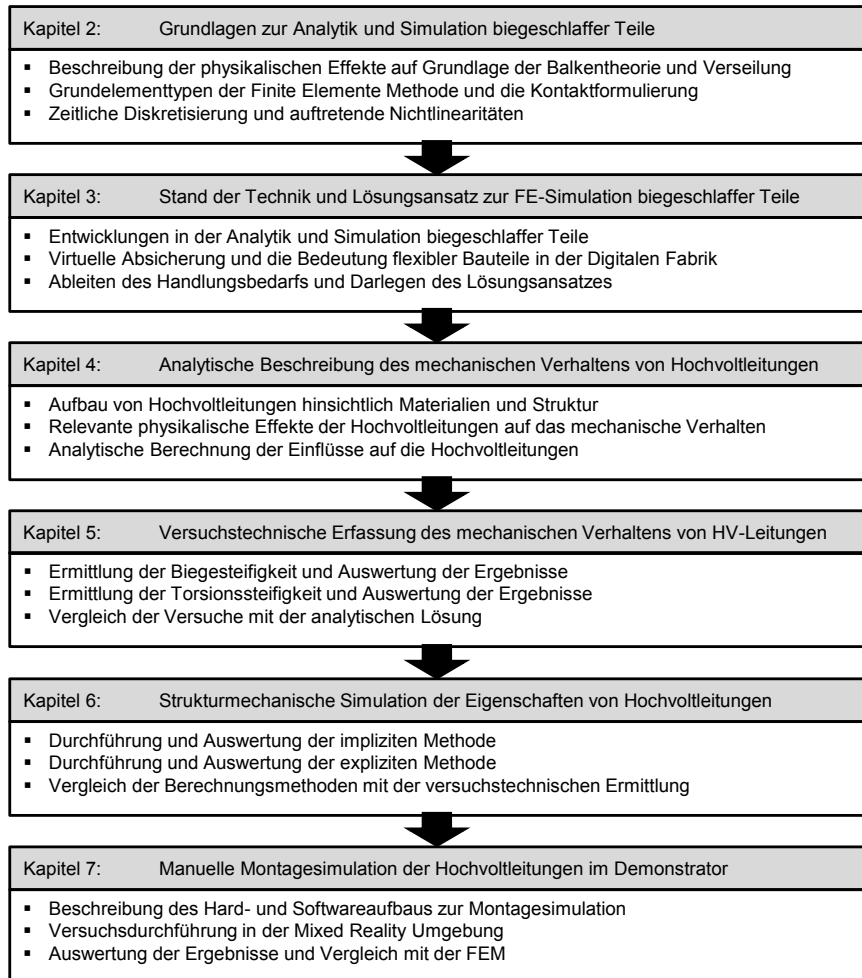 Kapitel 2: Grundlagen zur Analytik und Simulation biegeschlaffer Teile
▪ Beschreibung der physikalischen Effekte auf Grundlage der Balkentheorie und Verseilung
▪ Grundelementtypen der Finite Elemente Methode und die Kontaktformulierung
▪ Zeitliche Diskretisierung und auftretende Nichtlinearitäten
Kapitel 3: Stand der Technik und Lösungsansatz zur FE-Simulation biegeschlaffer Teile
▪ Entwicklungen in der Analytik und Simulation biegeschlaffer Teile
▪ Virtuelle Absicherung und die Bedeutung flexibler Bauteile in der Digitalen Fabrik
▪ Ableiten des Handlungsbedarfs und Darlegen des Lösungsansatzes
Kapitel 4: Analytische Beschreibung des mechanischen Verhaltens von Hochvoltleitungen
▪ Aufbau von Hochvoltleitungen hinsichtlich Materialien und Struktur
▪ Relevante physikalische Effekte der Hochvoltleitungen auf das mechanische Verhalten
▪ Analytische Berechnung der Einflüsse auf die Hochvoltleitungen
Kapitel 5: Versuchstechnische Erfassung des mechanischen Verhaltens von HV-Leitungen
▪ Ermittlung der Biegesteifigkeit und Auswertung der Ergebnisse
▪ Ermittlung der Torsionssteifigkeit und Auswertung der Ergebnisse
▪ Vergleich der Versuche mit der analytischen Lösung
Kapitel 6: Strukturmechanische Simulation der Eigenschaften von Hochvoltleitungen
▪ Durchführung und Auswertung der impliziten Methode
▪ Durchführung und Auswertung der expliziten Methode
▪ Vergleich der Berechnungsmethoden mit der versuchstechnischen Ermittlung
Kapitel 7: Manuelle Montagesimulation der Hochvoltleitungen im Demonstrator
▪ Beschreibung des Hard- und Softwareaufbaus zur Montagesimulation
▪ Versuchsdurchführung in der Mixed Reality Umgebung
▪ Auswertung der Ergebnisse und Vergleich mit der FEM